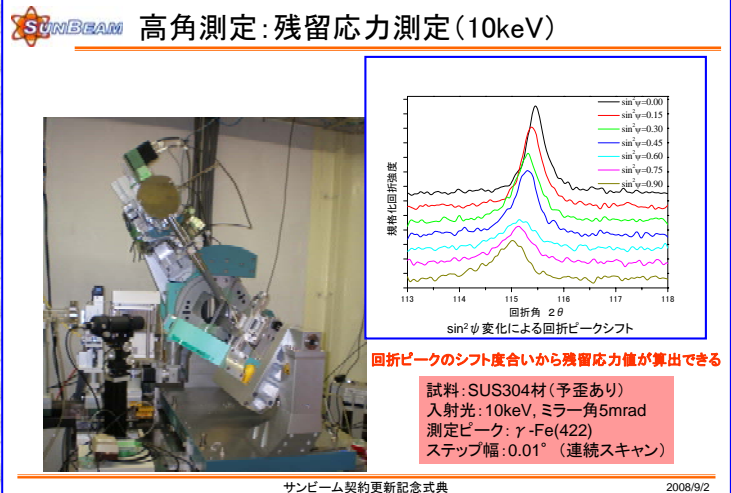 SUNBEAM
高角測定：残留応力測定（10keV）
規格化回折強度
sin²ψ=0.00
sin²ψ=0.15
sin²ψ=0.30
sin²ψ=0.45
sin²ψ=0.60
sin²ψ=0.75
sin²ψ=0.90
113 114 115 116 117 118
回折角 2θ
sin²ψ変化による回折ピークシフト
回折ピークのシフト度合いから残留応力値が算出できる
試料：SUS304材（予歪あり）
入射光：10keV, ミラー角5mrad
測定ピーク：γ-Fe(422)
ステップ幅：0.01°（連続スキャン）
サンビーム契約更新記念式典
2008/9/2